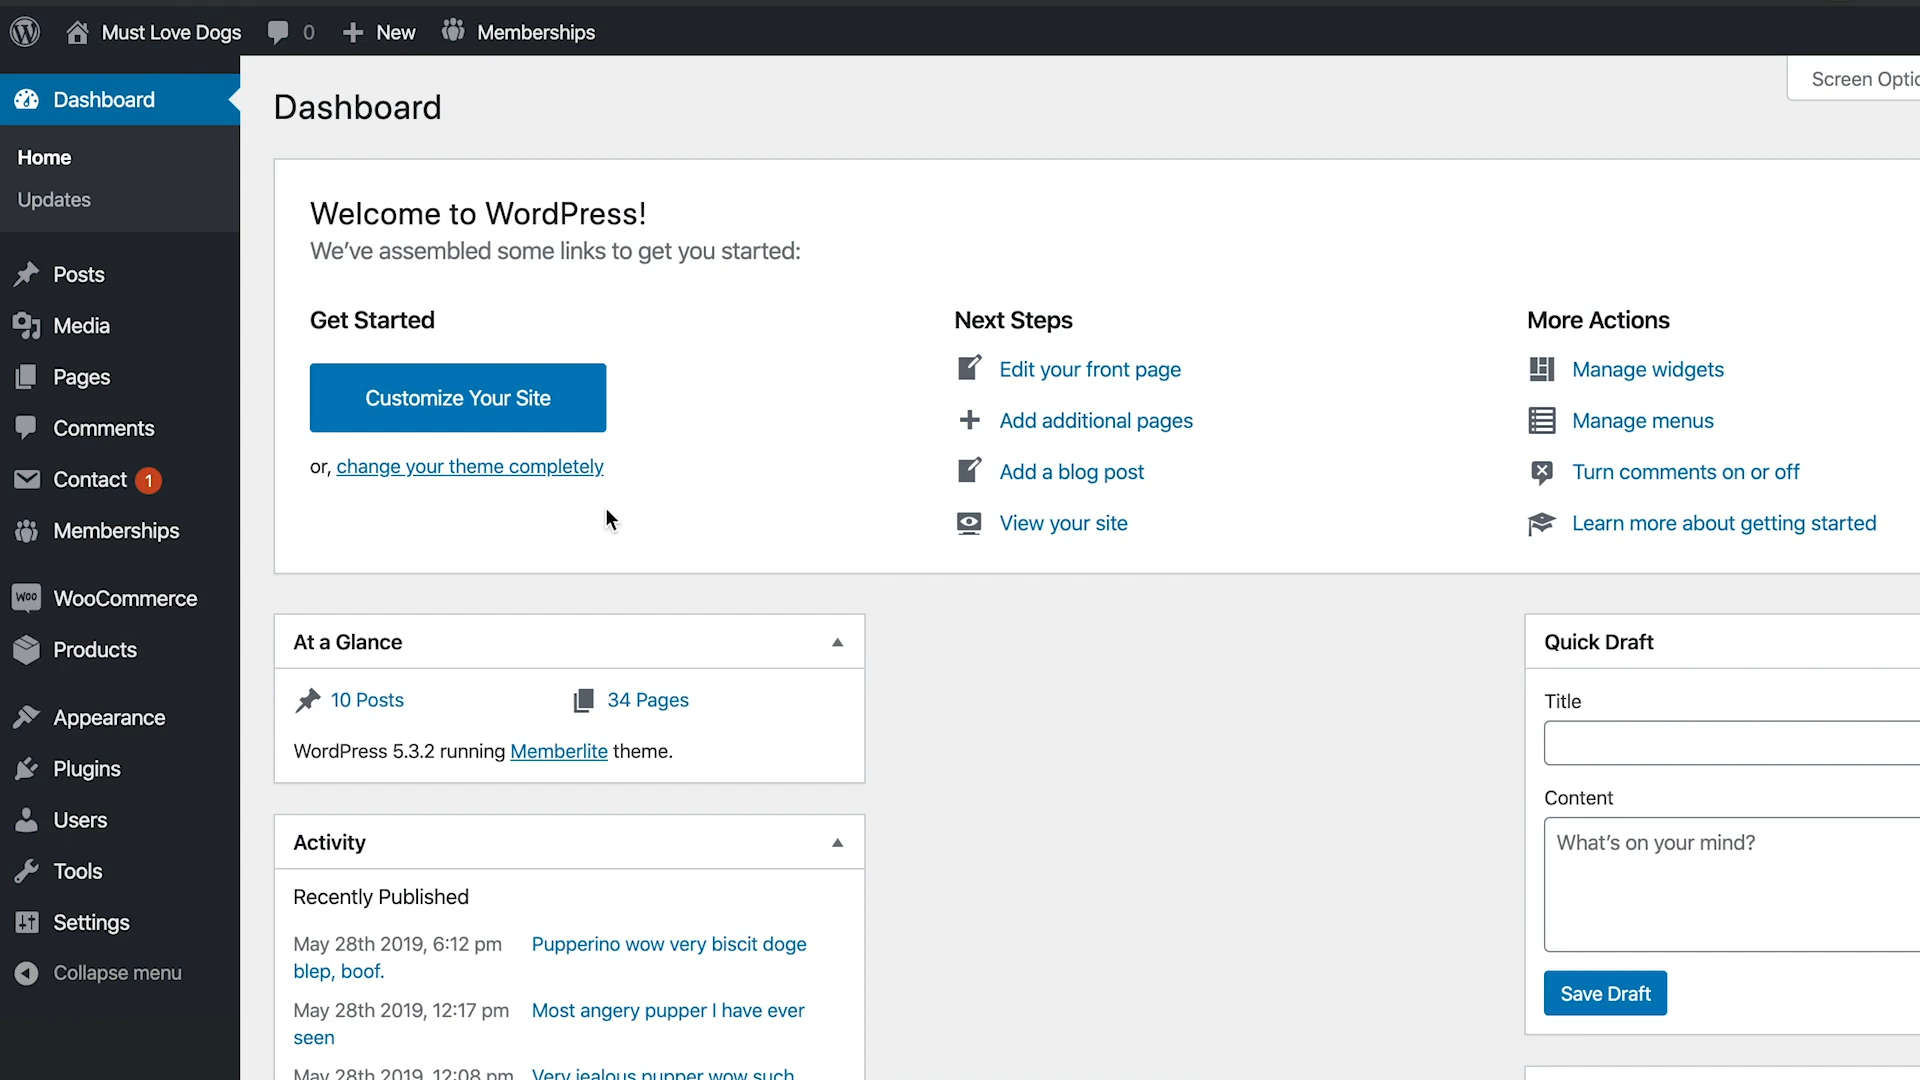 Must Love Dogs 0 New Memberships
Dashboard
Home
Updates
Posts
Media
Pages
Comments
Contact 1
Memberships
WooCommerce
Products
Appearance
Plugins
Users
Tools
Settings
Collapse menu
Screen Optio
Dashboard
Welcome to WordPress!
We've assembled some links to get you started:
Get Started
Customize Your Site
or, change your theme completely
Next Steps
Edit your front page
Add additional pages
Add a blog post
View your site
More Actions
Manage widgets
Manage menus
Turn comments on or off
Learn more about getting started
At a Glance
10 Posts 34 Pages
WordPress 5.3.2 running Memberlite theme.
Activity
Recently Published
May 28th 2019, 6:12 pm Pupperino wow very biscit doge
blep, boof.
May 28th 2019, 12:17 pm Most angery pupper I have ever
seen
May 28th 2019, 12:08 pm Very jealous pupper wow such
Quick Draft
Title
Content
What's on your mind?
Save Draft